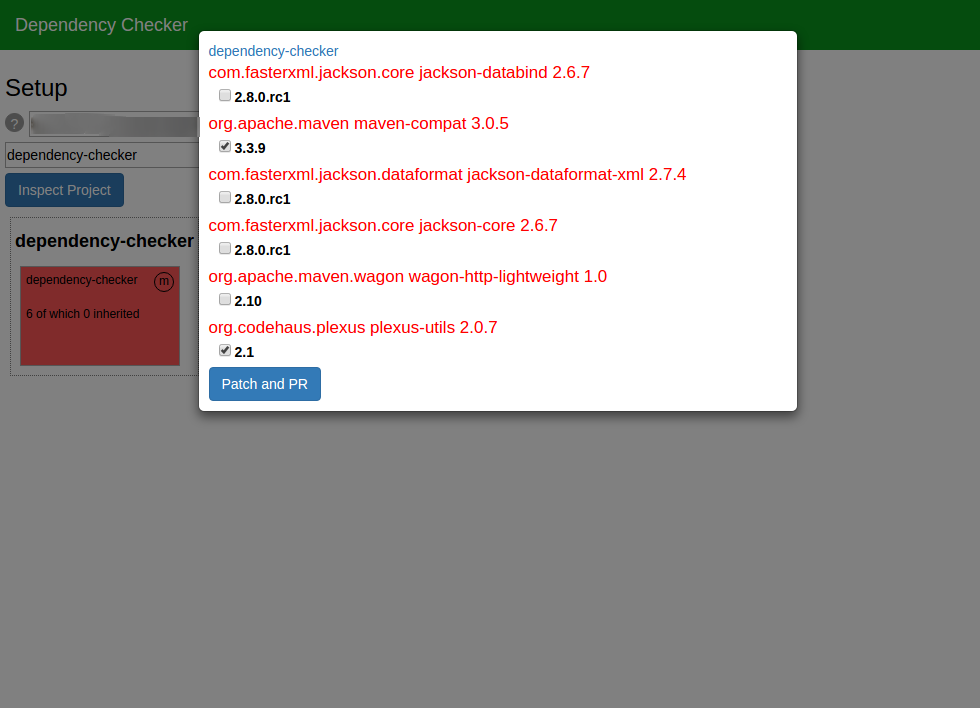 Dependency Checker
Setup
?
dependency-checker
Inspect Project
dependency-checker
dependency-checker
m
6 of which 0 inherited
dependency-checker
com.fasterxml.jackson.core jackson-databind 2.6.7
2.8.0.rc1
org.apache.maven maven-compat 3.0.5
3.3.9
com.fasterxml.jackson.dataformat jackson-dataformat-xml 2.7.4
2.8.0.rc1
com.fasterxml.jackson.core jackson-core 2.6.7
2.8.0.rc1
org.apache.maven.wagon wagon-http-lightweight 1.0
2.10
org.codehaus.plexus plexus-utils 2.0.7
2.1
Patch and PR